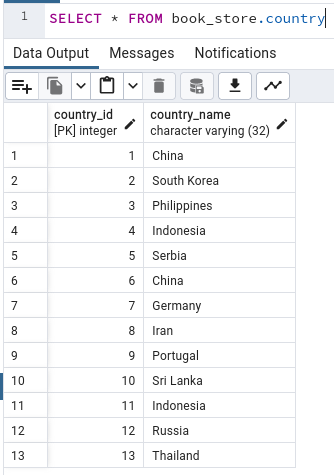 1 SELECT * FROM book_store.country
Data Output Messages Notifications
country_id country_name
[PK] integer character varying (32)
1 1 China
2 2 South Korea
3 3 Philippines
4 4 Indonesia
5 5 Serbia
6 6 China
7 7 Germany
8 8 Iran
9 9 Portugal
10 10 Sri Lanka
11 11 Indonesia
12 12 Russia
13 13 Thailand